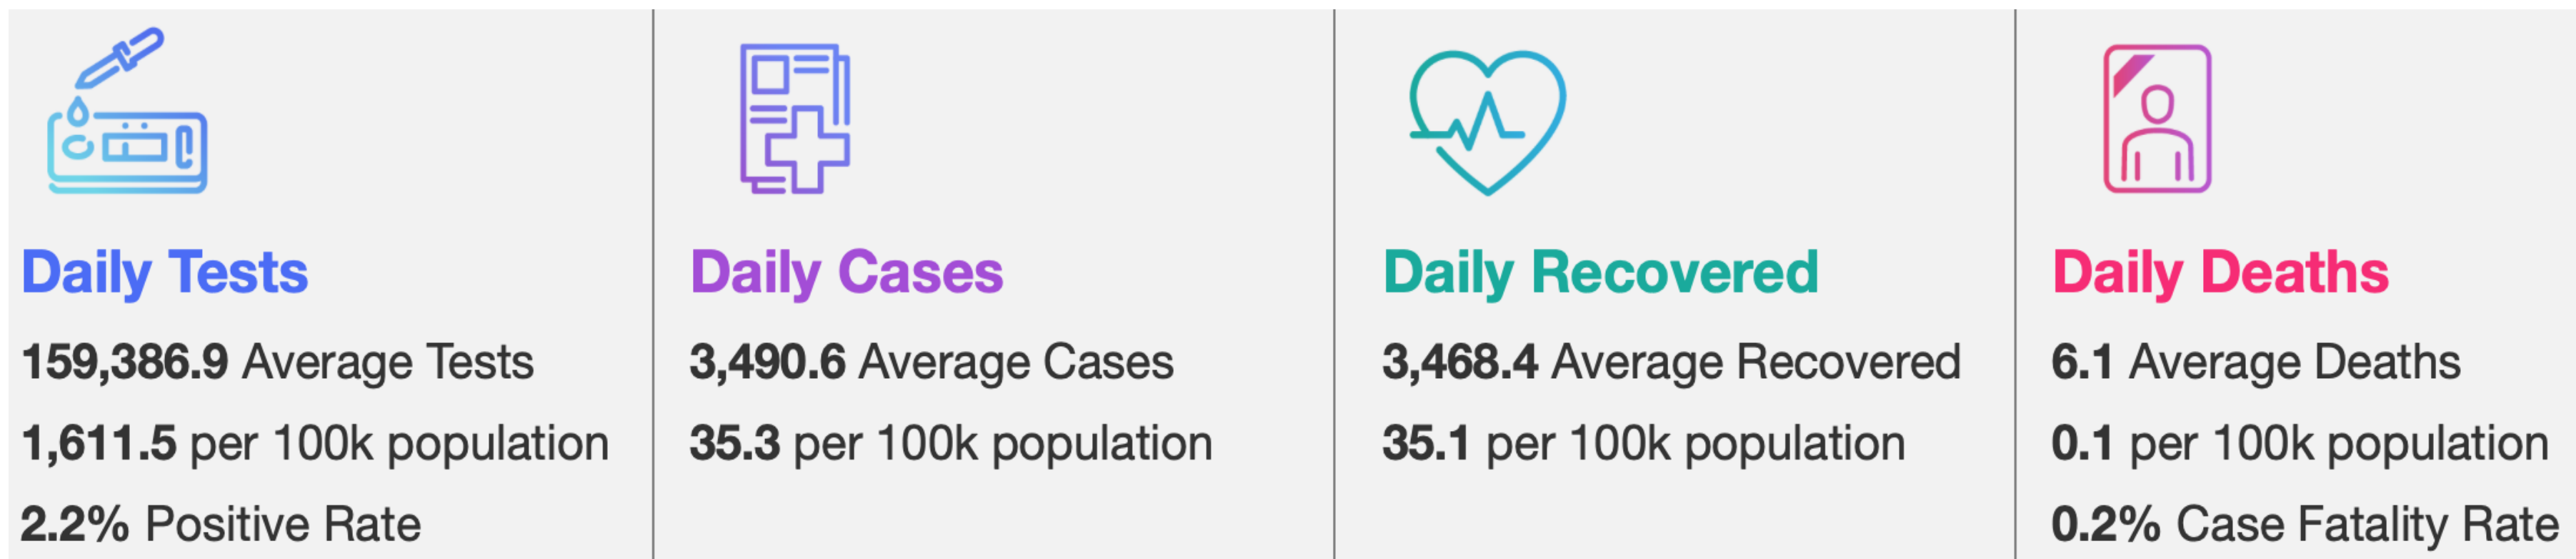 Daily Tests
159,386.9 Average Tests
1,611.5 per 100k population
2.2% Positive Rate
Daily Cases
3,490.6 Average Cases
35.3 per 100k population
Daily Recovered
3,468.4 Average Recovered
35.1 per 100k population
Daily Deaths
6.1 Average Deaths
0.1 per 100k population
0.2% Case Fatality Rate